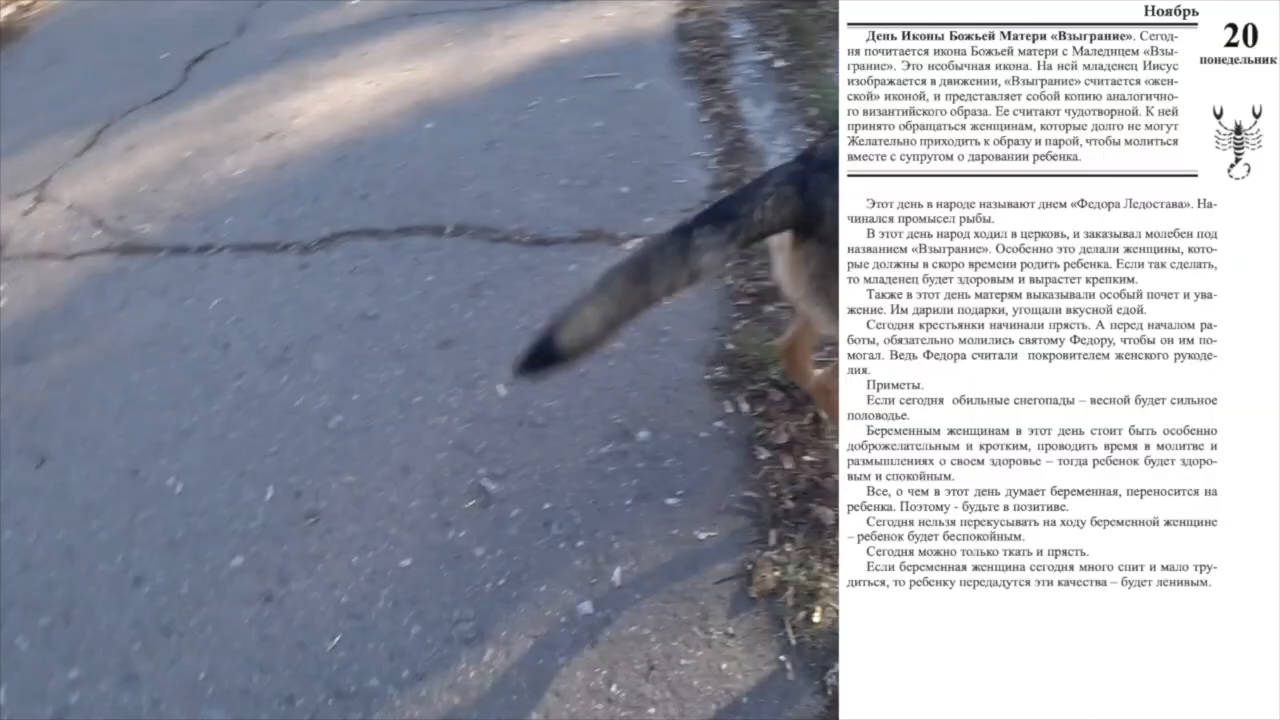 Ноябрь
20
понедельник
День Иконы Божьей Матери «Взыграние». Сегод-
ня почитается икона Божьей матери с Маледнцем «Взы-
грание». Это необычная икона. На ней младенец Иисус
изображается в движении, «Взыграние» считается «жен-
ской» иконой, и представляет собой копию аналогично-
го византийского образа. Ее считают чудотворной. К ней
принято обращаться женщинам, которые долго не могут
Желательно приходить к образу и парой, чтобы молиться
вместе с супругом о даровании ребенка.
Этот день в народе называют днем «Федора Ледостава». На-
чинался промысел рыбы.
В этот день народ ходил в церковь, и заказывал молебен под
названием «Взыграние». Особенно это делали женщины, кото-
рые должны в скоро времени родить ребенка. Если так сделать,
то младенец будет здоровым и вырастет крепким.
Также в этот день матерям выказывали особый почет и ува-
жение. Им дарили подарки, угощали вкусной едой.
Сегодня крестьянки начинали прясть. А перед началом ра-
боты, обязательно молились святому Федору, чтобы он им по-
могал. Ведь Федора считали покровителем женского рукоде-
лия.
Приметы.
Если сегодня обильные снегопады – весной будет сильное
половодье.
Беременным женщинам в этот день стоит быть особенно
доброжелательным и кротким, проводить время в молитве и
размышлениях о своем здоровье – тогда ребенок будет здоро-
вым и спокойным.
Все, о чем в этот день думает беременная, переносится на
ребенка. Поэтому - будьте в позитиве.
Сегодня нельзя перекусывать на ходу беременной женщине
– ребенок будет беспокойным.
Сегодня можно только ткать и прясть.
Если беременная женщина сегодня много спит и мало тру-
диться, то ребенку передадутся эти качества – будет ленивым.